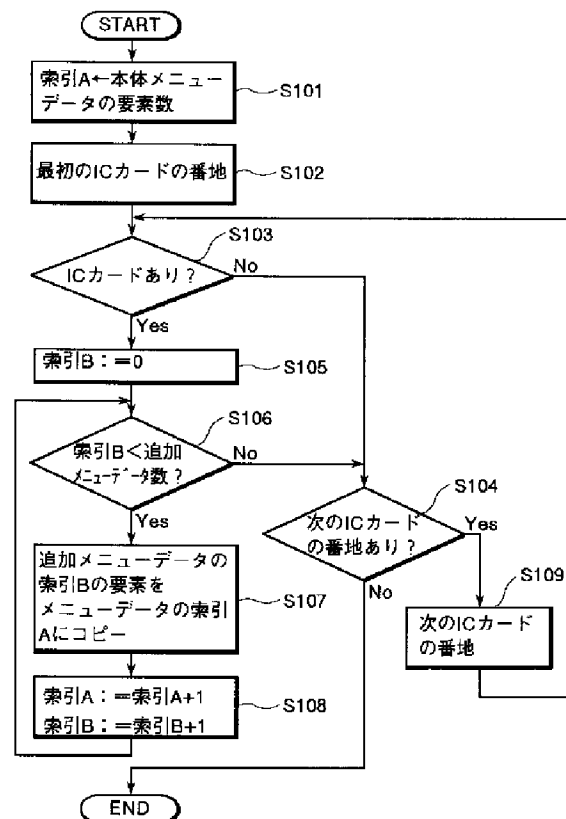 START
索引A←本体メニュー
データの要素数
S101
最初のICカードの番地
S102
S103
ICカードあり?
No
Yes
索引B:=0
S105
S106
索引B<追加
メニューデータ数?
No
Yes
S104
次のICカード
の番地あり?
Yes
No
追加メニューデータの
索引Bの要素を
メニューデータの索引
Aにコピー
S107
S109
次のICカード
の番地
索引A:=索引A+1
索引B:=索引B+1
S108
END